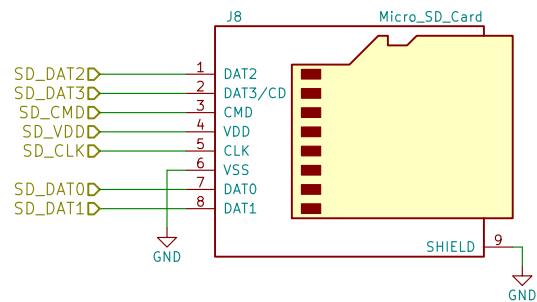 J8 Micro_SD_Card
SD_DAT2 1 DAT2
SD_DAT3 2 DAT3/CD
SD_CMD 3 CMD
SD_VDD 4 VDD
SD_CLK 5 CLK
6 VSS
SD_DAT0 7 DAT0
SD_DAT1 8 DAT1
SHIELD 9
GND
GND